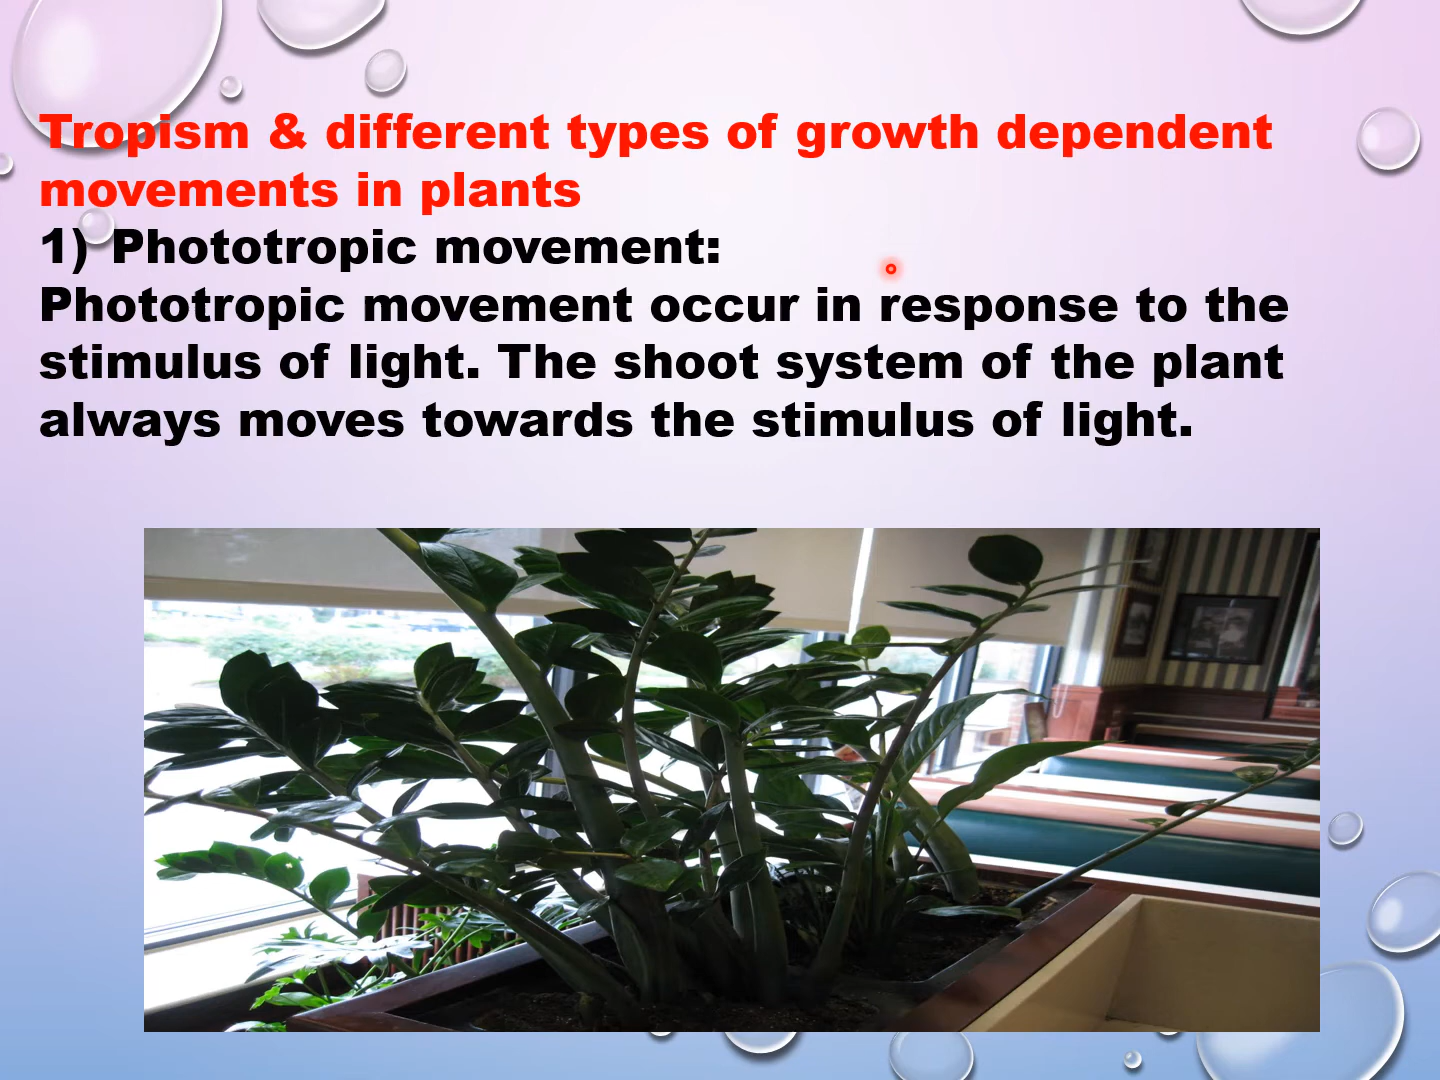 Tropism & different types of growth dependent
movements in plants
1) Phototropic movement:
Phototropic movement occur in response to the
stimulus of light. The shoot system of the plant
always moves towards the stimulus of light.